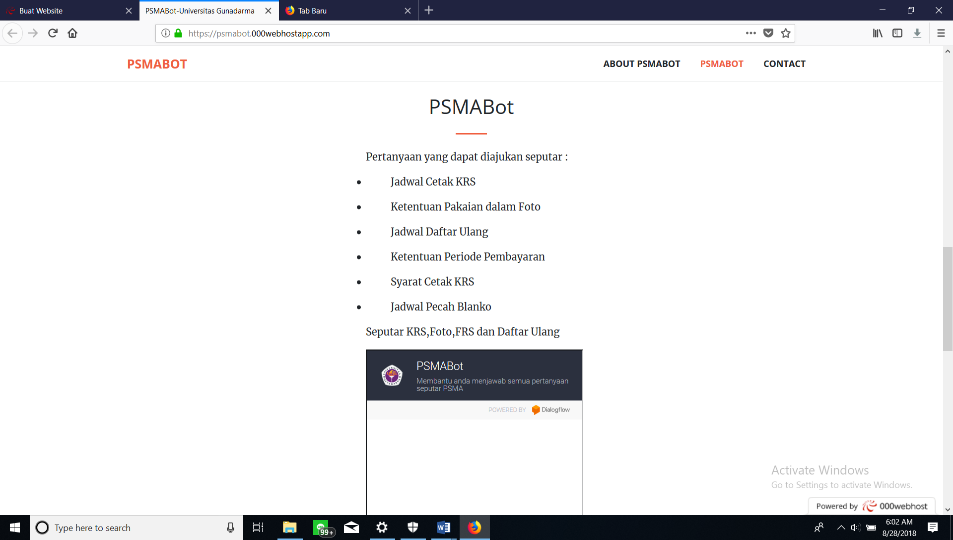 Buat Website
PSMABot-Universitas Gunadarma
Tab Baru
https://psmabot.000webhostapp.com
PSMABOT
ABOUT PSMABOT
PSMABOT
CONTACT
PSMABot
Pertanyaan yang dapat diajukan seputar :
Jadwal Cetak KRS
Ketentuan Pakaian dalam Foto
Jadwal Daftar Ulang
Ketentuan Periode Pembayaran
Syarat Cetak KRS
Jadwal Pecah Blanko
Seputar KRS,Foto,FRS dan Daftar Ulang
PSMABot
Membantu anda menjawab semua pertanyaan
seputar PSMA
POWERED BY Dialogflow
Activate Windows
Go to Settings to activate Windows.
Powered by 000webhost
Type here to search
99+
6:02 AM
8/28/2018